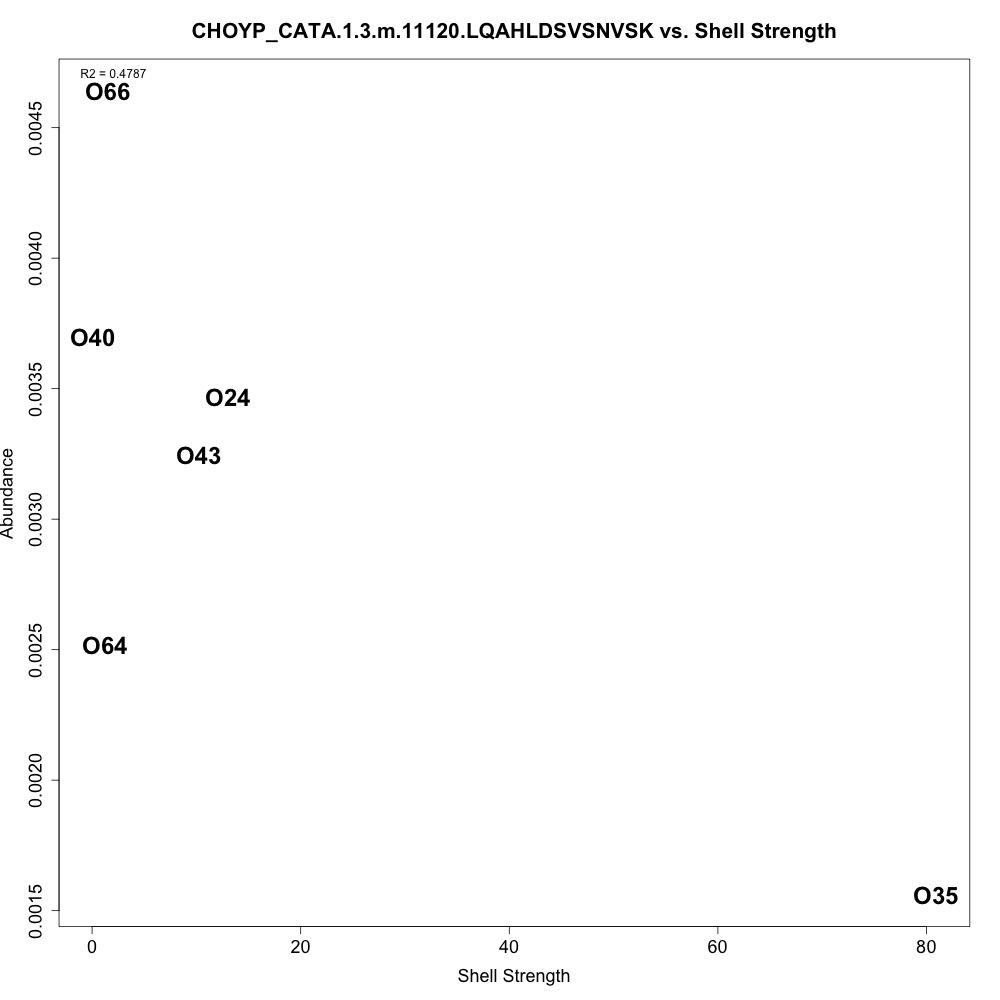 CHOYP_CATA.1.3.m.11120.LQAHLDSVSNVSK vs. Shell Strength
R2 = 0.4787
O66
O40
O24
O43
O64
O35
Abundance
0.0045
0.0040
0.0035
0.0030
0.0025
0.0020
0.0015
0 20 40 60 80
Shell Strength